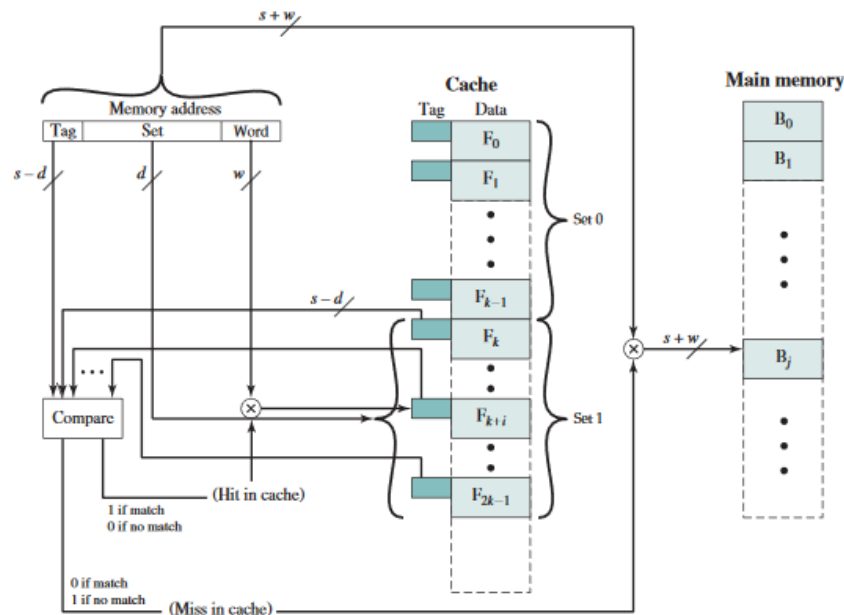 s + w
Cache
Main memory
Memory address
Tag Data
Tag Set Word
B0
F0
B1
s – d d w
F1
Set 0
s – d
Fk–1
Fk
s + w
Bj
Compare
Fk+i
Set 1
(Hit in cache)
F2k–1
1 if match
0 if no match
0 if match
1 if no match
(Miss in cache)